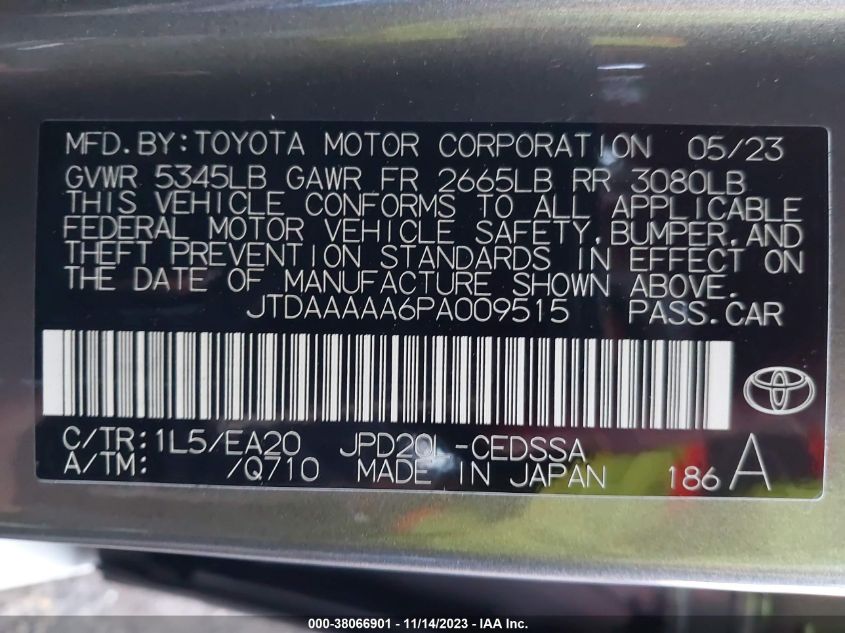 MFD.BY:TOYOTA MOTOR CORPORATION 05/23
GVWR 5345LB GAWR FR 2665LB RR 3080LB
THIS VEHICLE CONFORMS TO ALL APPLICABLE
FEDERAL MOTOR VEHICLE SAFETY,BUMPER,AND
THEFT PREVENTION STANDARDS IN EFFECT ON
THE DATE OF MANUFACTURE SHOWN ABOVE.
JTDAAAAA6PA009515 PASS.CAR
C/TR:1L5/EA20 JPD20L-CEDSSA
A/TM: /Q710 MADE IN JAPAN 186 A
000-38066901 - 11/14/2023 - IAA Inc.